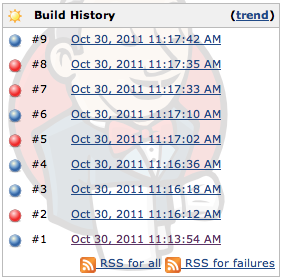 Build History (trend)
#9 Oct 30, 2011 11:17:42 AM
#8 Oct 30, 2011 11:17:35 AM
#7 Oct 30, 2011 11:17:33 AM
#6 Oct 30, 2011 11:17:10 AM
#5 Oct 30, 2011 11:17:02 AM
#4 Oct 30, 2011 11:16:36 AM
#3 Oct 30, 2011 11:16:18 AM
#2 Oct 30, 2011 11:16:12 AM
#1 Oct 30, 2011 11:13:54 AM
RSS for all RSS for failures